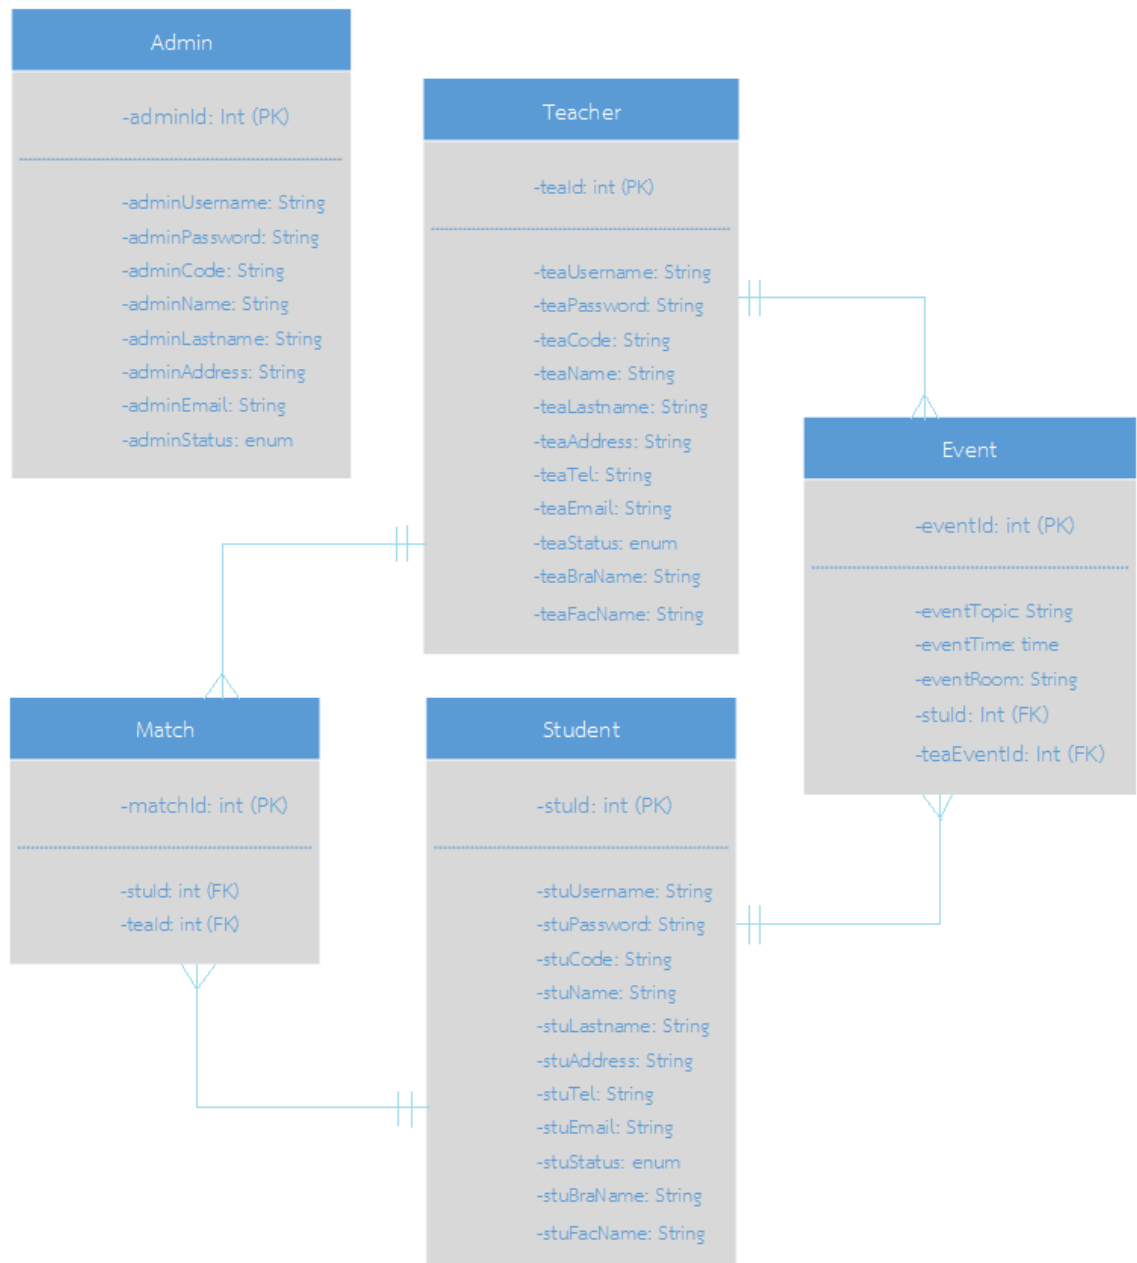 Admin
-adminId: Int (PK)
-adminUsername: String
-adminPassword: String
-adminCode: String
-adminName: String
-adminLastname: String
-adminAddress: String
-adminEmail: String
-adminStatus: enum
Teacher
-teaId: int (PK)
-teaUsername: String
-teaPassword: String
-teaCode: String
-teaName: String
-teaLastname: String
-teaAddress: String
-teaTel: String
-teaEmail: String
-teaStatus: enum
-teaBraName: String
-teaFacName: String
Event
-eventId: int (PK)
-eventTopic: String
-eventTime: time
-eventRoom: String
-stuId: Int (FK)
-teaEventId: Int (FK)
Match
-matchId: int (PK)
-stuId: int (FK)
-teaId: int (FK)
Student
-stuId: int (PK)
-stuUsername: String
-stuPassword: String
-stuCode: String
-stuName: String
-stuLastname: String
-stuAddress: String
-stuTel: String
-stuEmail: String
-stuStatus: enum
-stuBraName: String
-stuFacName: String